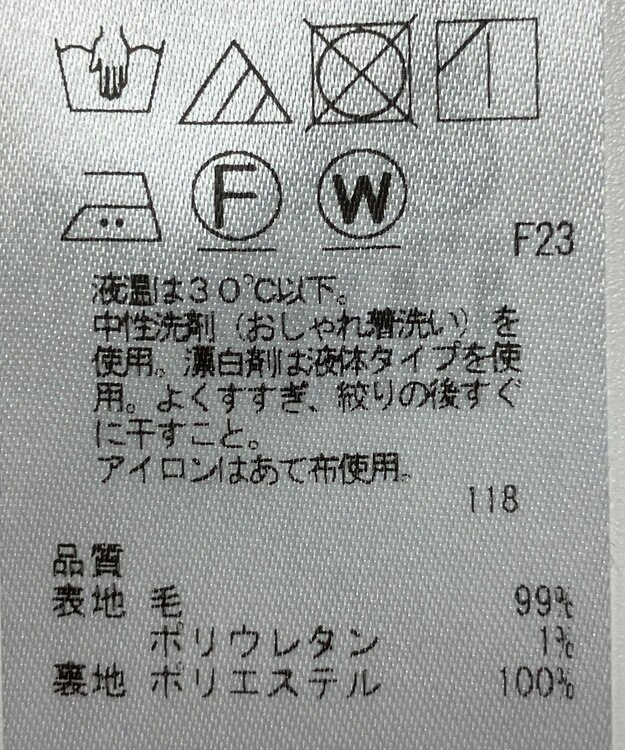 F W
F23
液温は30℃以下。
中性洗剤（おしゃれ着洗い）を
使用。漂白剤は液体タイプを使
用。よくすすぎ、絞りの後すぐ
に干すこと。
アイロンはあて布使用。
118
品質
表地 毛 99%
ポリウレタン 1%
裏地 ポリエステル 100%